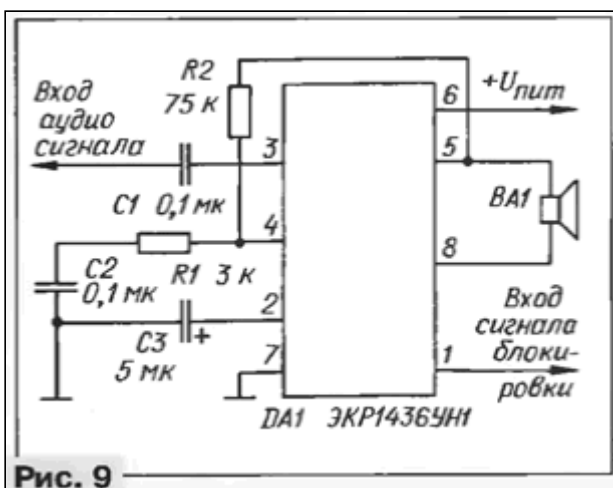 R2
75 к
Вход
аудио
сигнала
3
C1 0,1 мк
4
R1 3 к
C2
0,1 мк
2
C3
+
5 мк
7
6
+Uпит
5
BA1
8
Вход
сигнала
блоки-
ровки
1
DA1 ЭКР1436УН1
Рис. 9